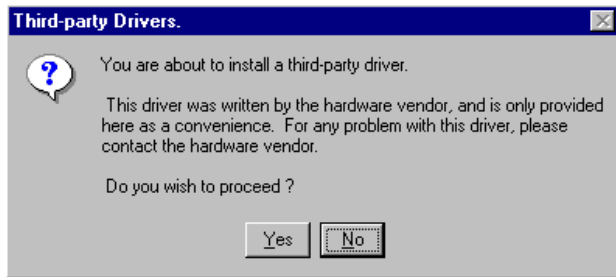 Third-party Drivers.
?
You are about to install a third-party driver.
This driver was written by the hardware vendor, and is only provided
here as a convenience.  For any problem with this driver, please
contact the hardware vendor.
Do you wish to proceed ?
Yes No